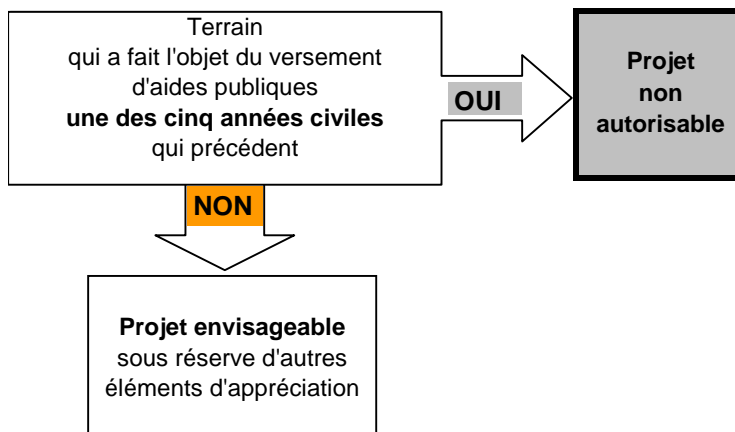 Terrain
qui a fait l'objet du versement
d'aides publiques
une des cinq années civiles
qui précédent
OUI
Projet
non
autorisable
NON
Projet envisageable
sous réserve d'autres
éléments d'appréciation